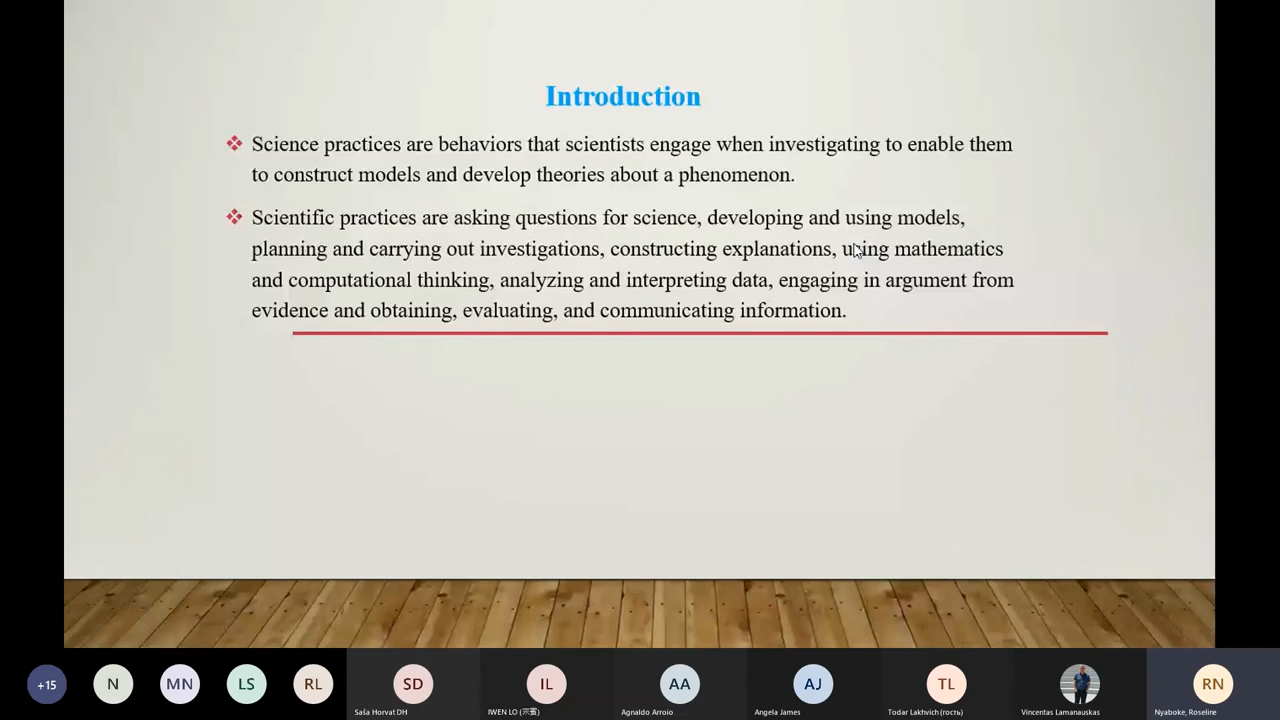 Introduction
Science practices are behaviors that scientists engage when investigating to enable them
to construct models and develop theories about a phenomenon.
Scientific practices are asking questions for science, developing and using models,
planning and carrying out investigations, constructing explanations, using mathematics
and computational thinking, analyzing and interpreting data, engaging in argument from
evidence and obtaining, evaluating, and communicating information.
+15
N
MN
LS
RL
SD
IL
AA
AJ
TL
RN
Saša Horvat DH
IWEN LO (宗賓)
Agnaldo Arroio
Angela James
Todar Lakhvich (гость)
Vincentas Lamanauskas
Nyaboke, Roseline